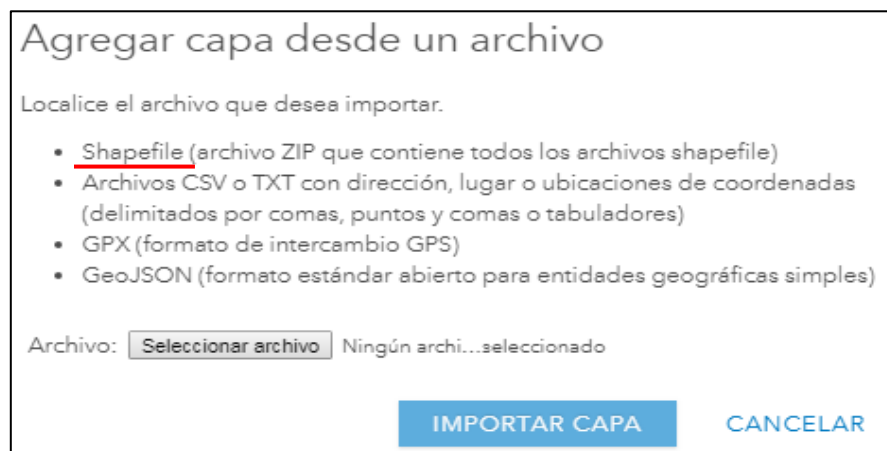 Agregar capa desde un archivo
Localice el archivo que desea importar.
• Shapefile (archivo ZIP que contiene todos los archivos shapefile)
• Archivos CSV o TXT con dirección, lugar o ubicaciones de coordenadas
(delimitados por comas, puntos y comas o tabuladores)
• GPX (formato de intercambio GPS)
• GeoJSON (formato estándar abierto para entidades geográficas simples)
Archivo: Seleccionar archivo Ningún archi...seleccionado
IMPORTAR CAPA CANCELAR